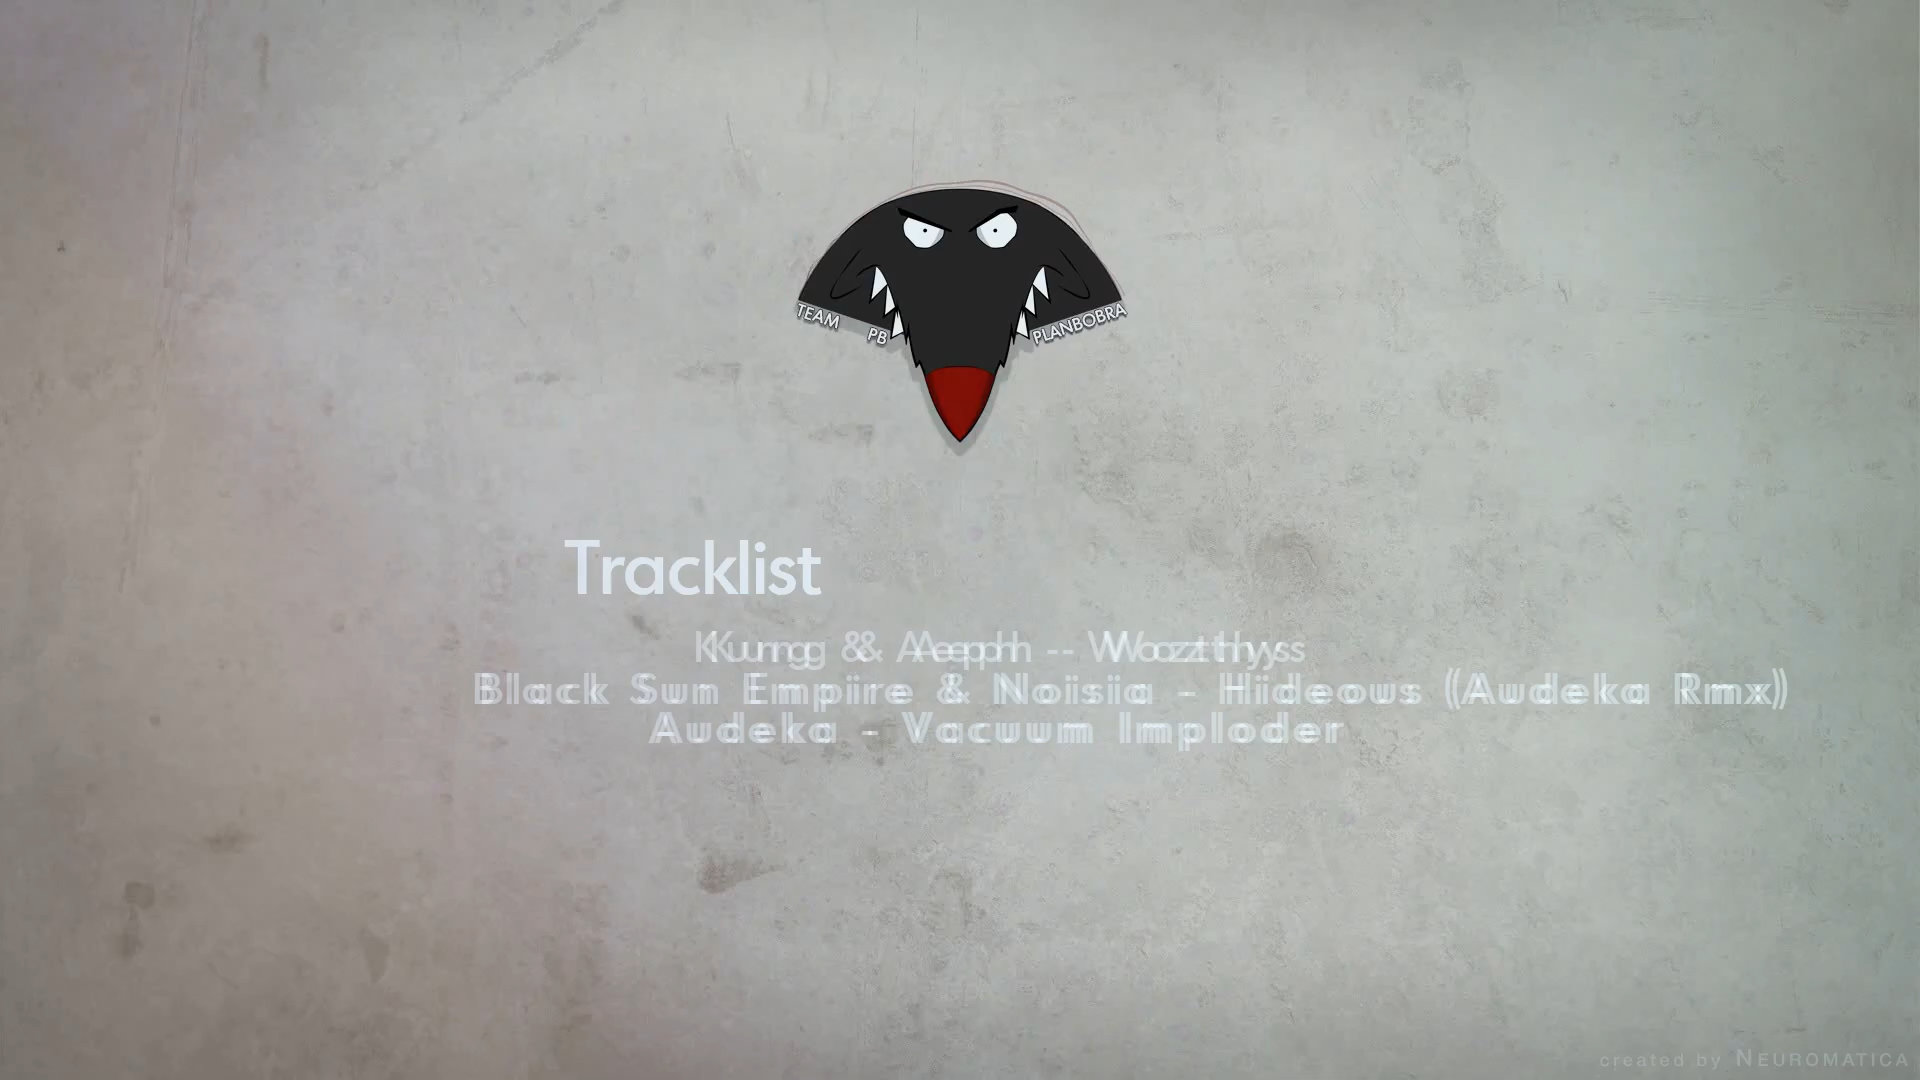 TEAM PB PLANBOBRA
Tracklist
Kung & Aeph - Wozthys
Black Sun Empire & Noisia - Hideous (Audeka Rmx)
Audeka - Vacuum Imploder
created by NEUROMATICA